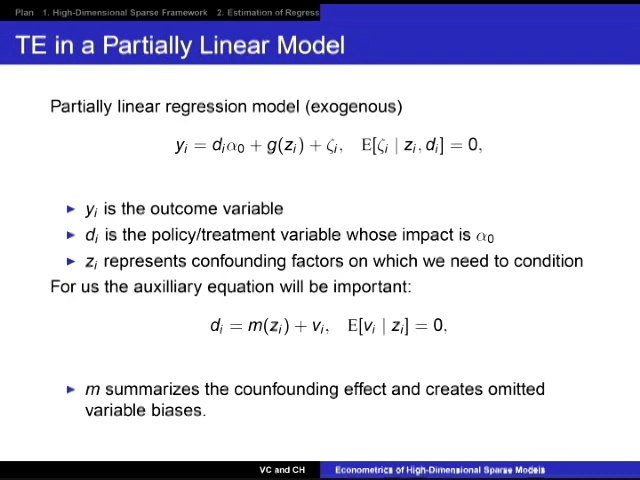 Plan 1. High-Dimensional Sparse Framework 2. Estimation of Regress
TE in a Partially Linear Model
Partially linear regression model (exogenous)
yᵢ = dᵢα₀ + g(zᵢ) + ζᵢ, E[ζᵢ | zᵢ, dᵢ] = 0,
▶ yᵢ is the outcome variable
▶ dᵢ is the policy/treatment variable whose impact is α₀
▶ zᵢ represents confounding factors on which we need to condition
For us the auxilliary equation will be important:
dᵢ = m(zᵢ) + vᵢ, E[vᵢ | zᵢ] = 0,
▶ m summarizes the counfounding effect and creates omitted
variable biases.
VC and CH Econometrics of High-Dimensional Sparse Models